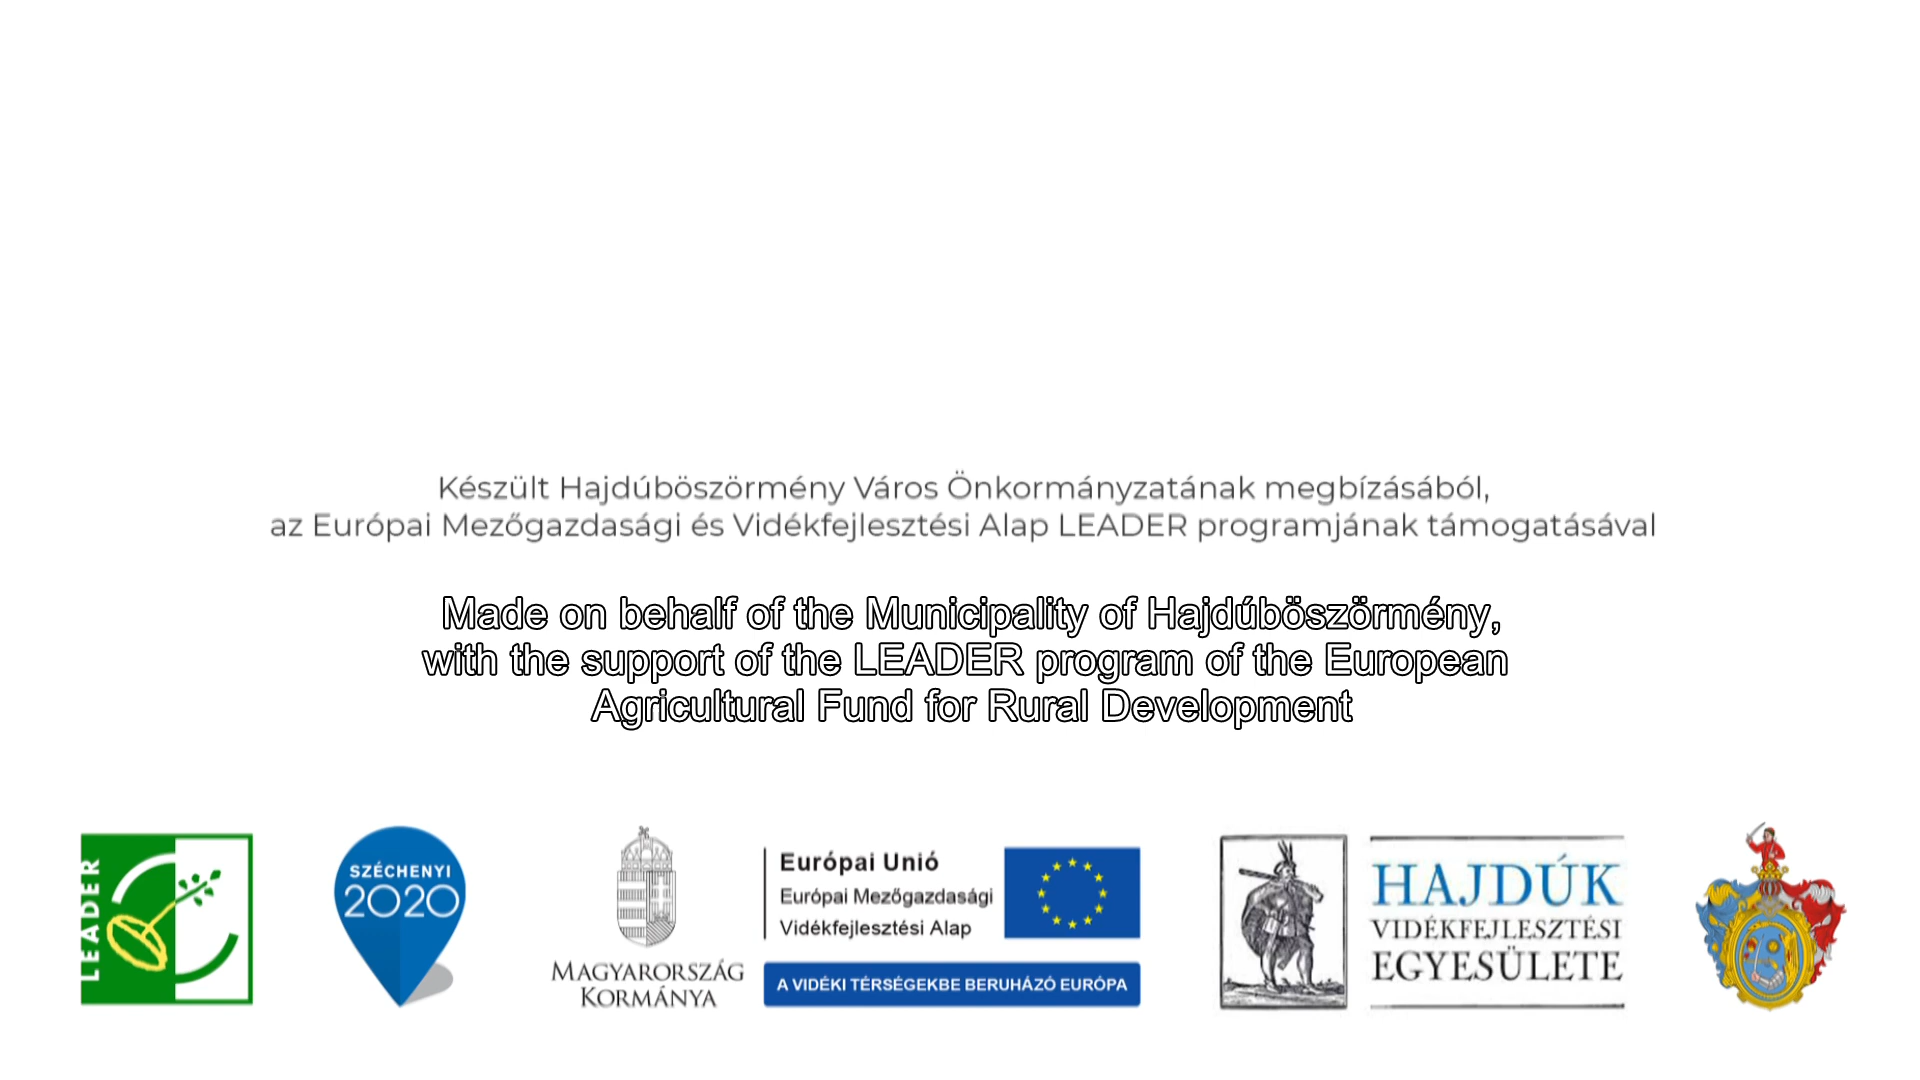 Készült Hajdúböszörmény Város Önkormányzatának megbízásából,
az Európai Mezőgazdasági és Vidékfejlesztési Alap LEADER programjának támogatásával
Made on behalf of the Municipality of Hajdúböszörmény,
with the support of the LEADER program of the European
Agricultural Fund for Rural Development
LEADER
SZÉCHENYI
2020
MAGYARORSZÁG
KORMÁNYA
Európai Unió
Európai Mezőgazdasági
Vidékfejlesztési Alap
A VIDÉKI TÉRSÉGEKBE BERUHÁZÓ EURÓPA
HAJDÚK
VIDÉKFEJLESZTÉSI
EGYESÜLETE